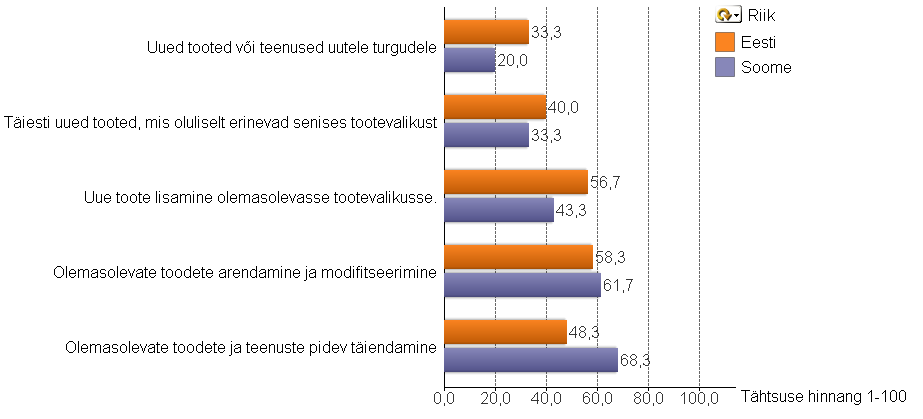 Riik
Eesti
Soome
Uued tooted või teenused uutele turgudele
33,3
20,0
Täiesti uued tooted, mis oluliselt erinevad senises tootevalikust
40,0
33,3
Uue toote lisamine olemasolevasse tootevalikusse.
56,7
43,3
Olemasolevate toodete arendamine ja modifitseerimine
58,3
61,7
Olemasolevate toodete ja teenuste pidev täiendamine
48,3
68,3
0,0 20,0 40,0 60,0 80,0 100,0
Tähtsuse hinnang 1-100